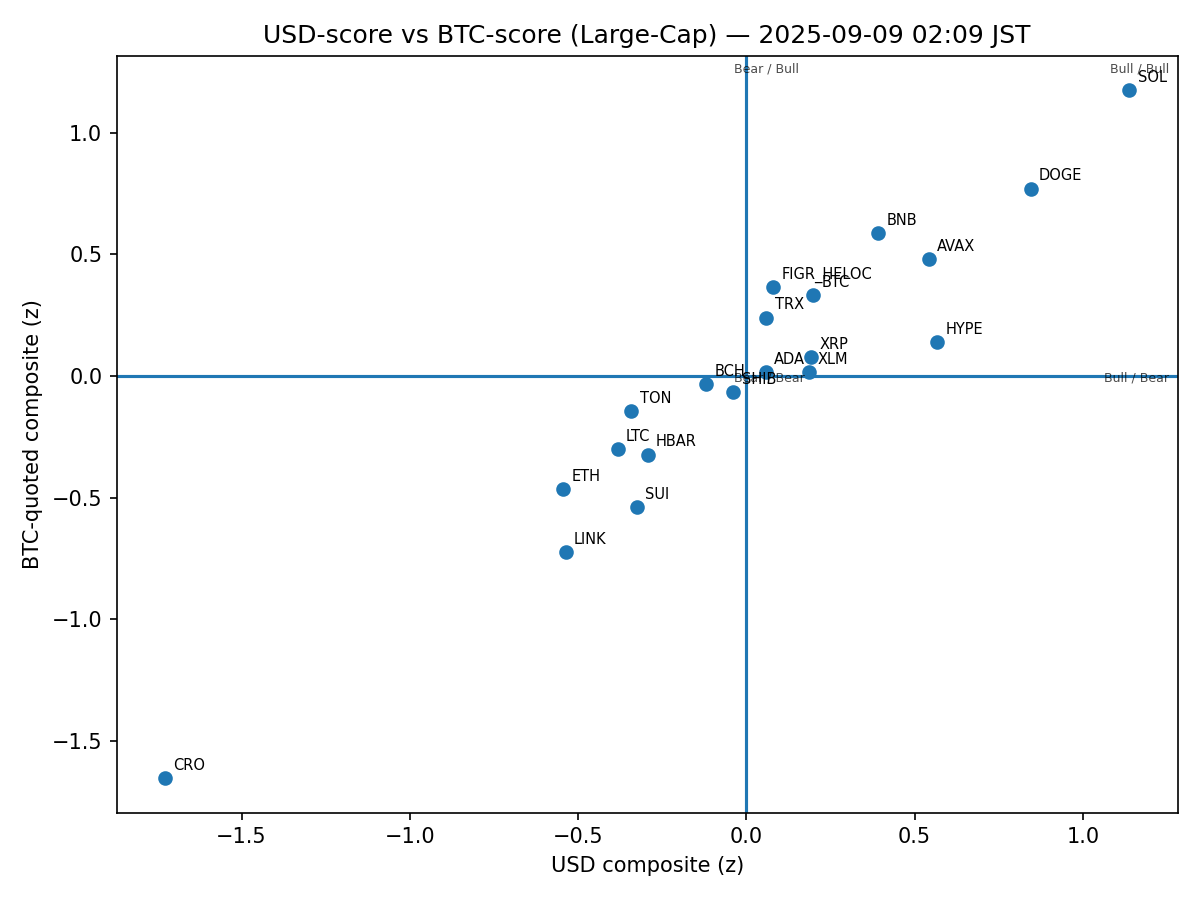 USD-score vs BTC-score (Large-Cap) — 2025-09-09 02:09 JST
Bear / Bull
Bull / Bull
SOL
DOGE
BNB
AVAX
FIGR_HELOC
BTC
TRX
HYPE
XRP
ADA
XLM
BCH
SHIB
Bear / Bear
Bull / Bear
TON
LTC
HBAR
ETH
SUI
LINK
CRO
1.0
0.5
0.0
−0.5
−1.0
−1.5
BTC-quoted composite (z)
−1.5
−1.0
−0.5
0.0
0.5
1.0
USD composite (z)